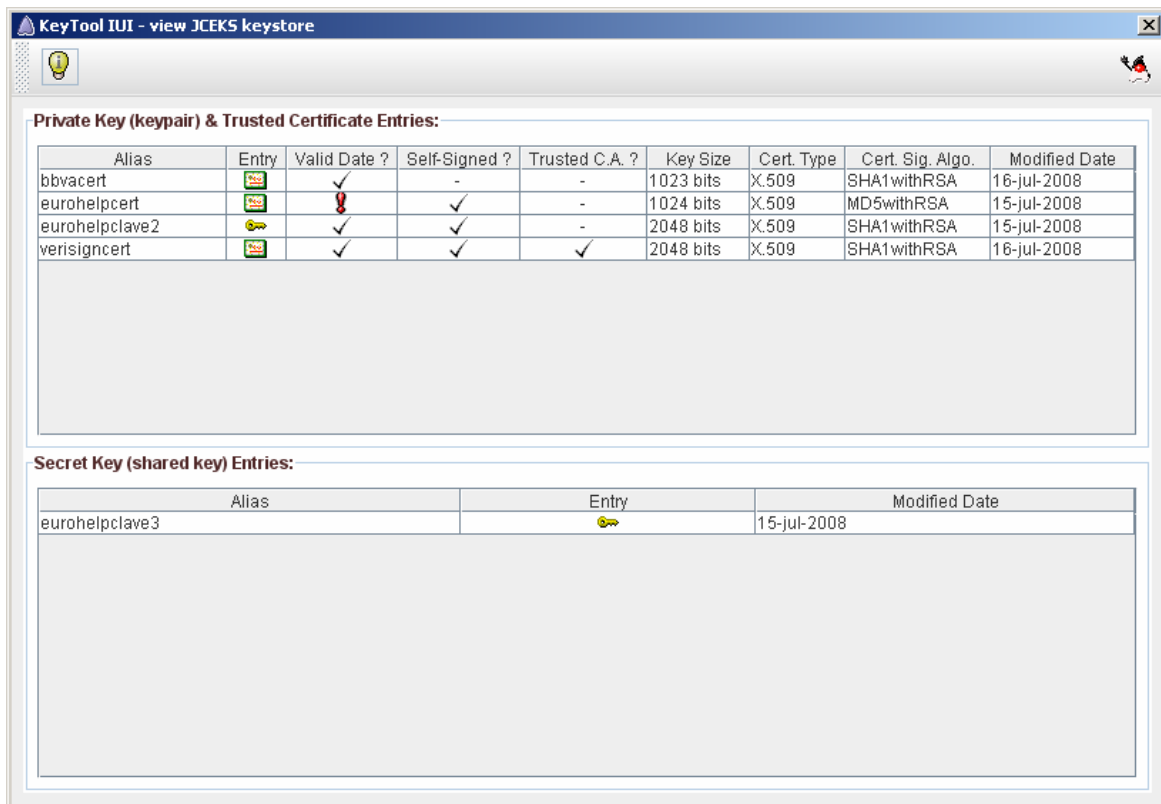 KeyTool IUI - view JCEKS keystore
Private Key (keypair) & Trusted Certificate Entries:
Alias Entry Valid Date ? Self-Signed ? Trusted C.A. ? Key Size Cert. Type Cert. Sig. Algo. Modified Date
bbvacert - - 1023 bits X.509 SHA1withRSA 16-jul-2008
eurohelpcert - 1024 bits X.509 MD5withRSA 15-jul-2008
eurohelpclave2 - 2048 bits X.509 SHA1withRSA 15-jul-2008
verisigncert 2048 bits X.509 SHA1withRSA 16-jul-2008
Secret Key (shared key) Entries:
Alias Entry Modified Date
eurohelpclave3 15-jul-2008